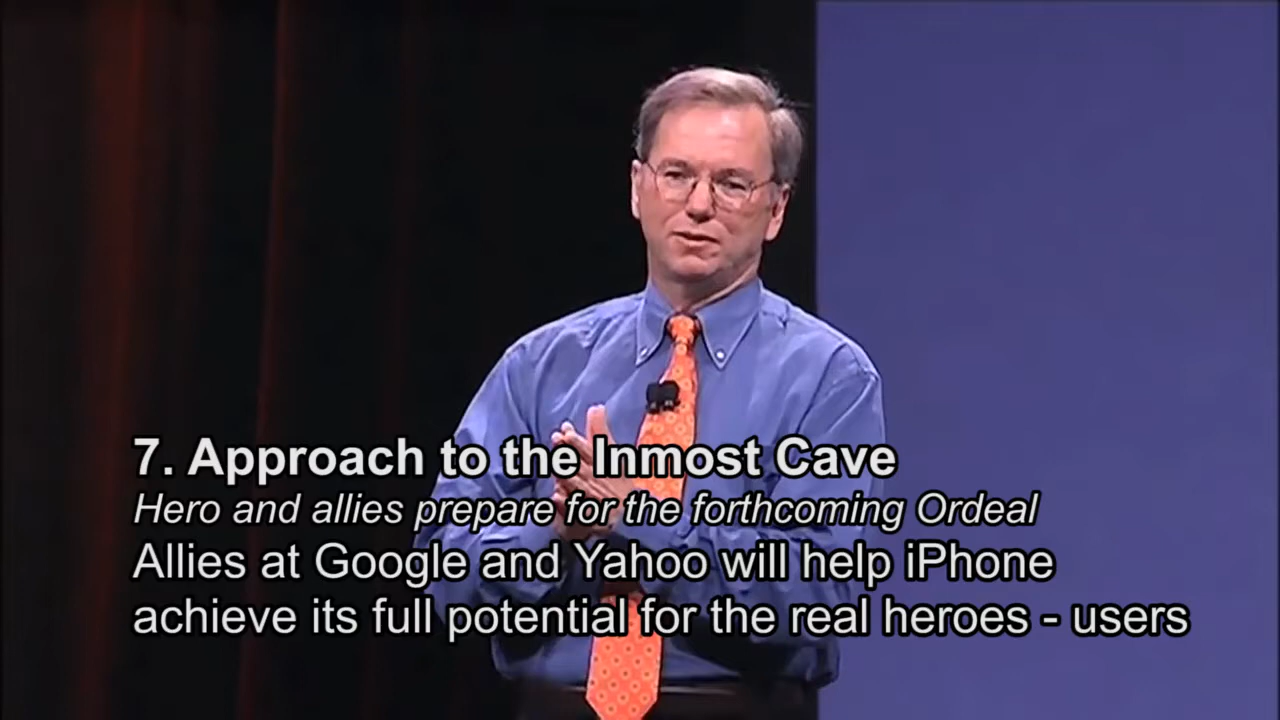 7. Approach to the Inmost Cave
Hero and allies prepare for the forthcoming Ordeal
Allies at Google and Yahoo will help iPhone
achieve its full potential for the real heroes - users